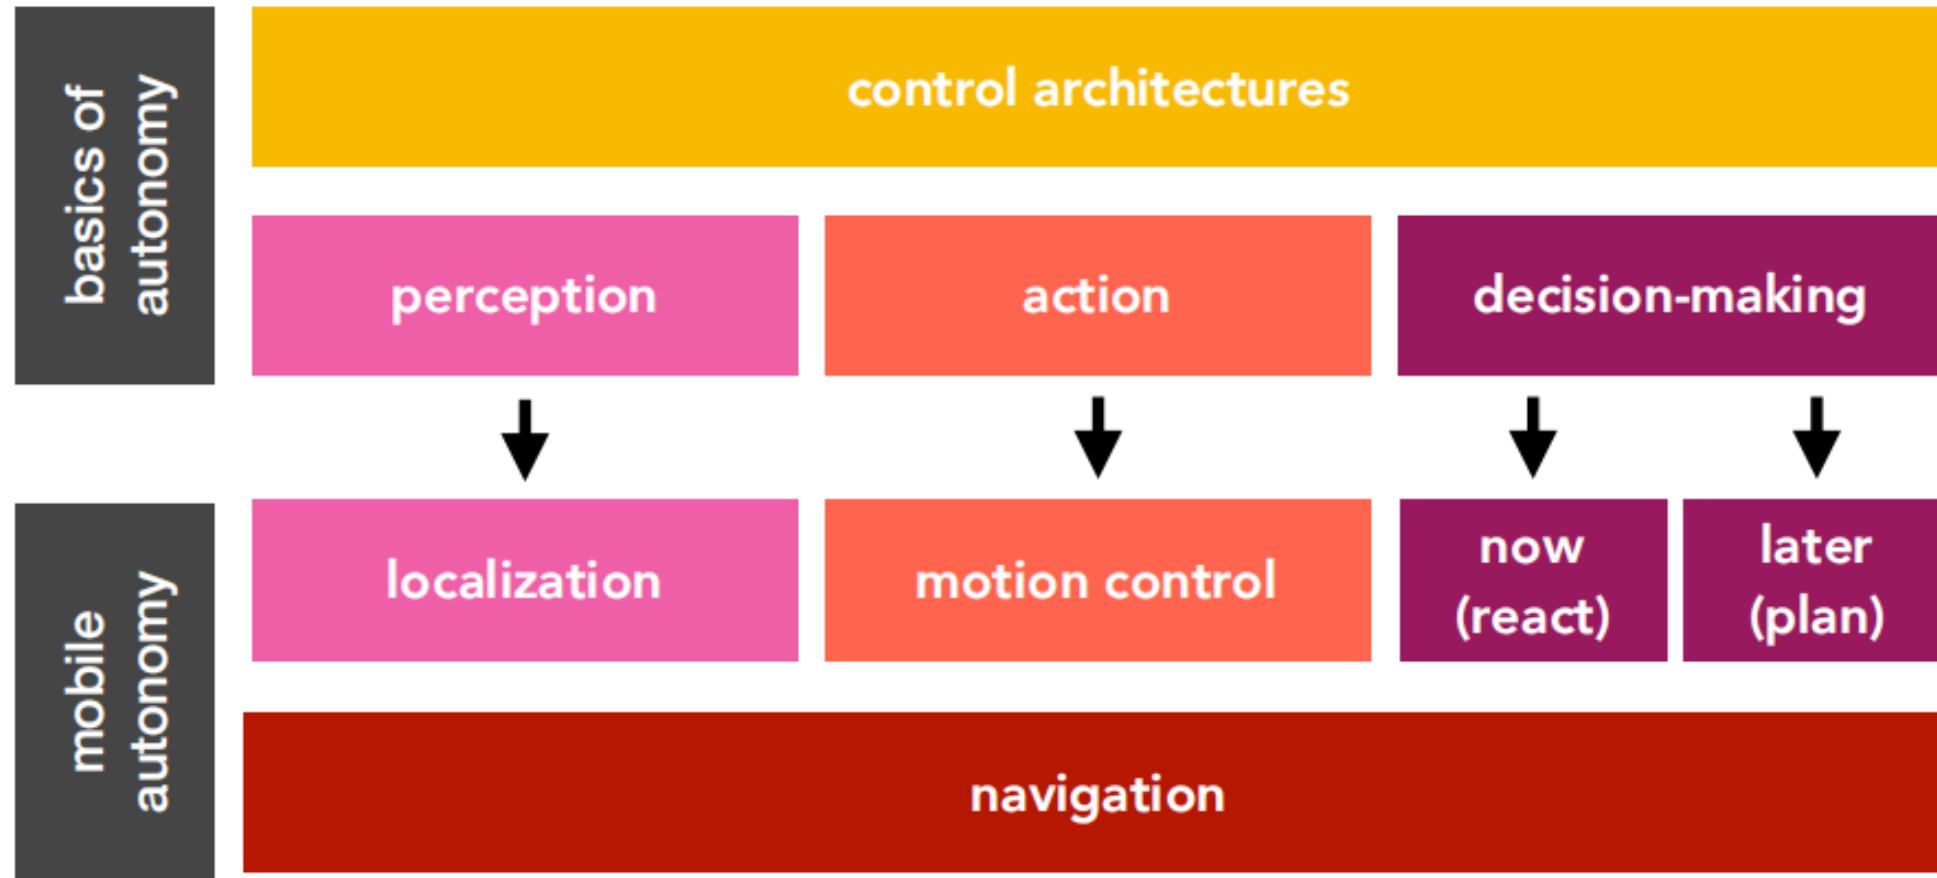 basics of
autonomy
control architectures
perception
action
decision-making
mobile
autonomy
localization
motion control
now
(react)
later
(plan)
navigation